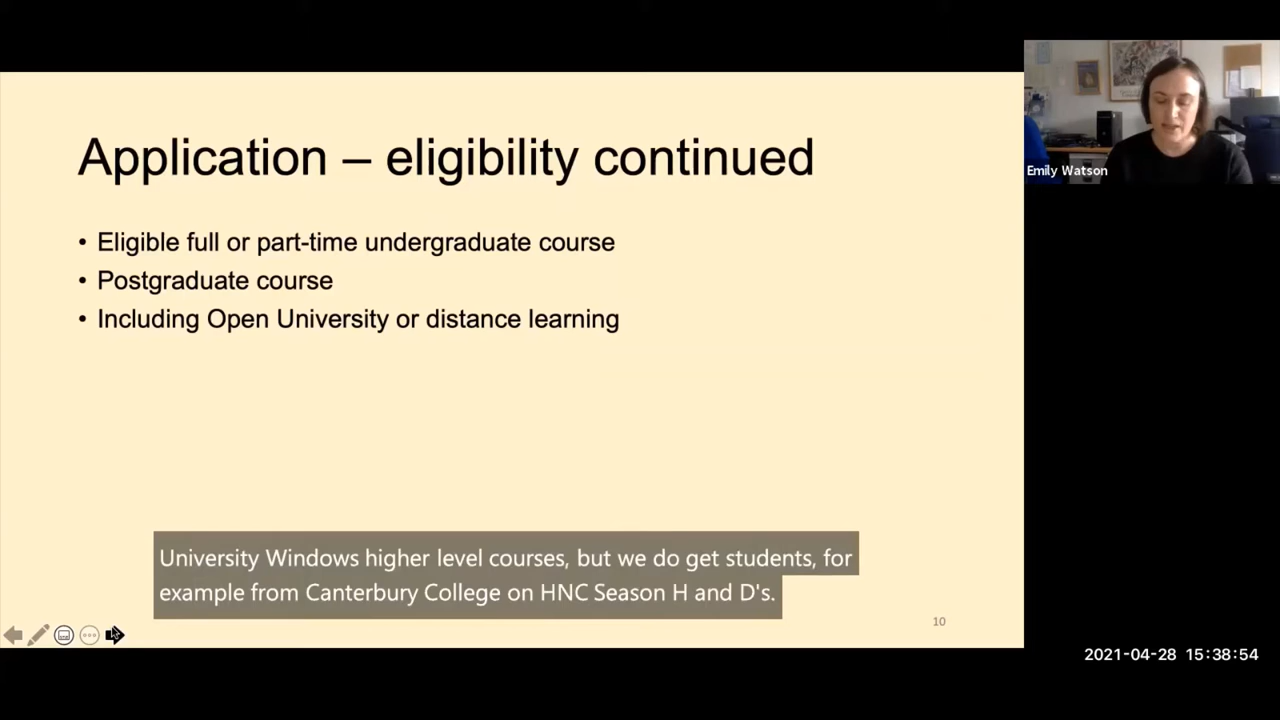 Application – eligibility continued
• Eligible full or part-time undergraduate course
• Postgraduate course
• Including Open University or distance learning
University Windows higher level courses, but we do get students, for
example from Canterbury College on HNC Season H and D's.
10
Emily Watson
2021-04-28 15:38:54